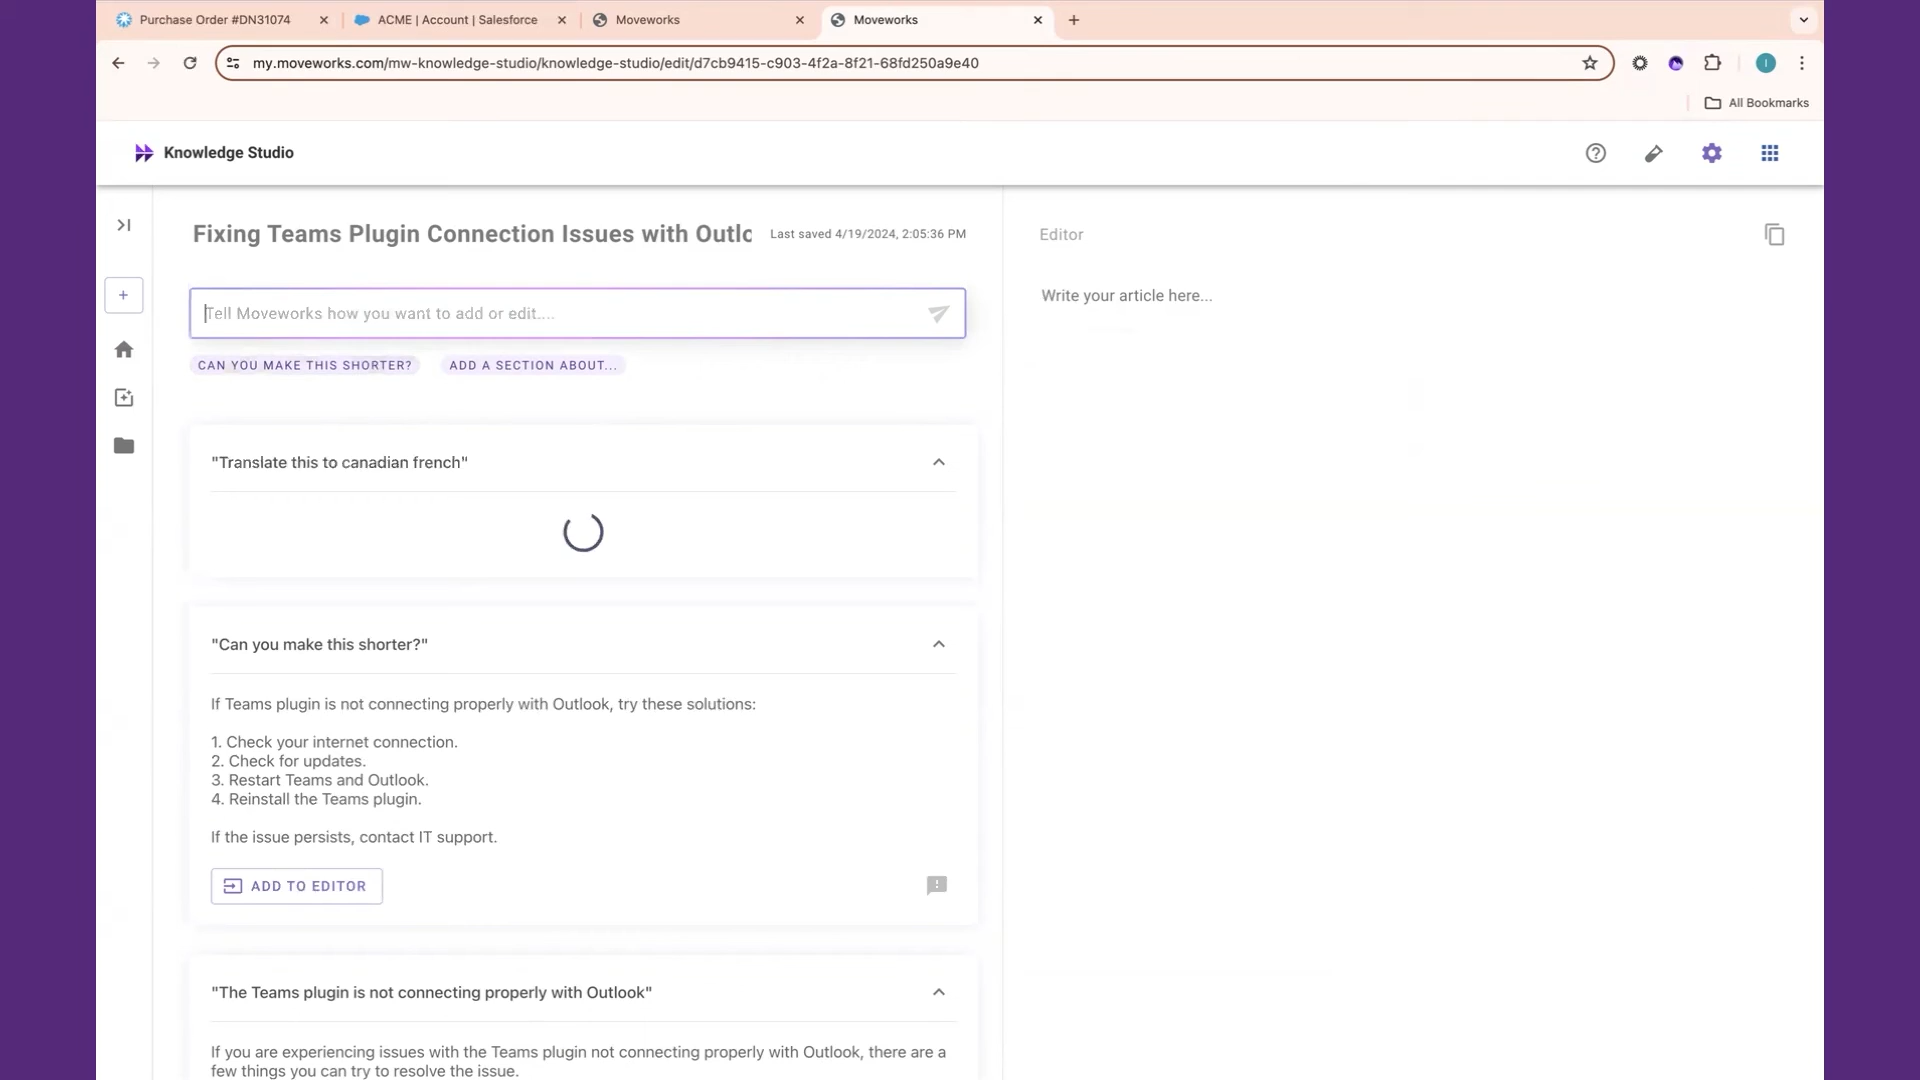 Purchase Order #DN31074
ACME | Account | Salesforce
Moveworks
Moveworks
my.moveworks.com/mw-knowledge-studio/knowledge-studio/edit/d7cb9415-c903-4f2a-8f21-68fd250a9e40
I
All Bookmarks
Knowledge Studio
Fixing Teams Plugin Connection Issues with Outlo
Last saved 4/19/2024, 2:05:36 PM
Tell Moveworks how you want to add or edit....
CAN YOU MAKE THIS SHORTER?
ADD A SECTION ABOUT...
"Translate this to canadian french"
"Can you make this shorter?"
If Teams plugin is not connecting properly with Outlook, try these solutions:
1. Check your internet connection.
2. Check for updates.
3. Restart Teams and Outlook.
4. Reinstall the Teams plugin.
If the issue persists, contact IT support.
ADD TO EDITOR
"The Teams plugin is not connecting properly with Outlook"
If you are experiencing issues with the Teams plugin not connecting properly with Outlook, there are a
few things you can try to resolve the issue.
Editor
Write your article here...